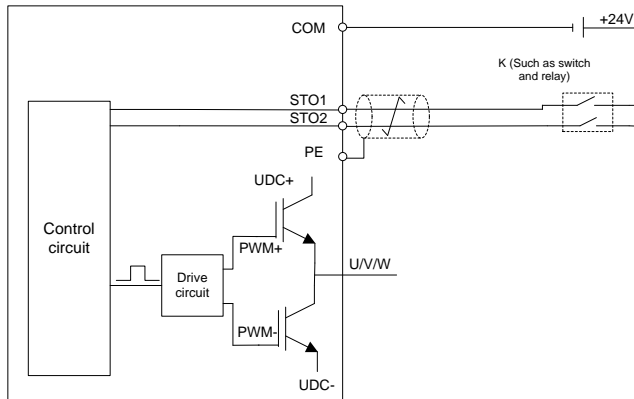 COM
+24V
K (Such as switch
and relay)
STO1
STO2
PE
UDC+
Control
circuit
PWM+
U/V/W
Drive
circuit
PWM-
UDC-